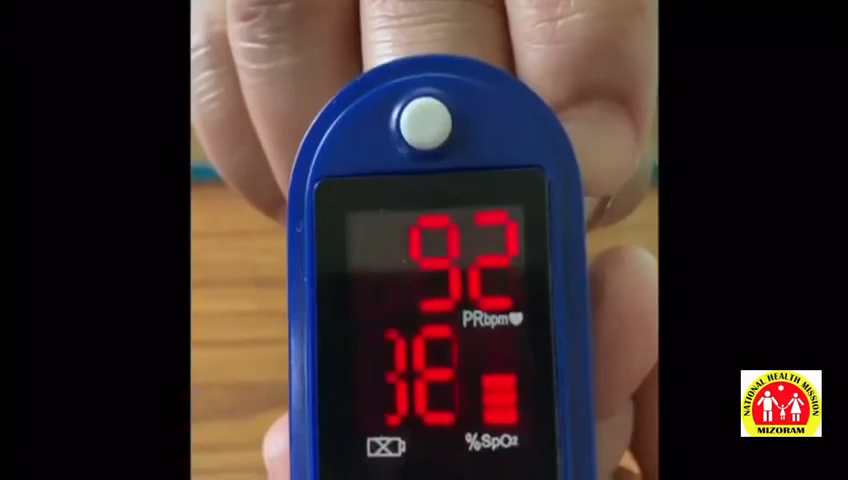 92
PRbpm
%SpO2
NATIONAL HEALTH MISSION
MIZORAM